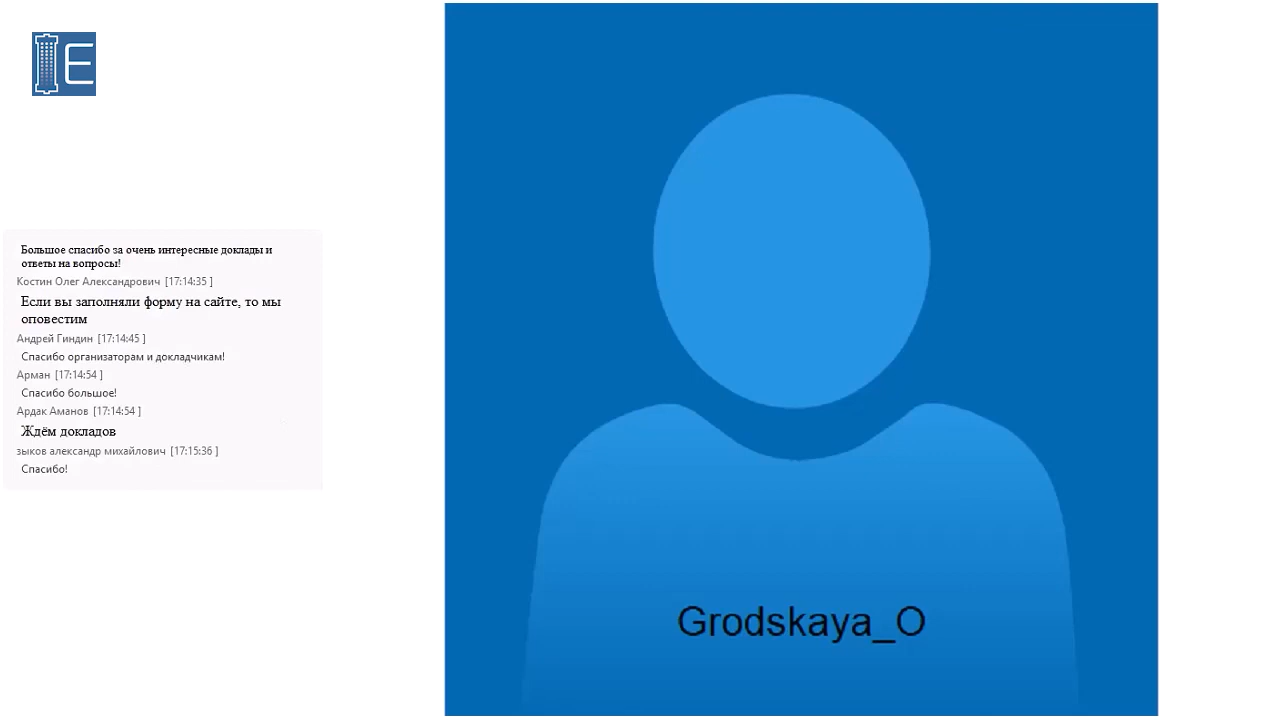 E
Большое спасибо за очень интересные доклады и
ответы на вопросы!
Костин Олег Александрович [17:14:35 ]
Если вы заполняли форму на сайте, то мы
оповестим
Андрей Гиндин [17:14:45 ]
Спасибо организаторам и докладчикам!
Арман [17:14:54 ]
Спасибо большое!
Ардак Аманов [17:14:54 ]
Ждём докладов
зыков александр михайлович [17:15:36 ]
Спасибо!
Grodskaya_O